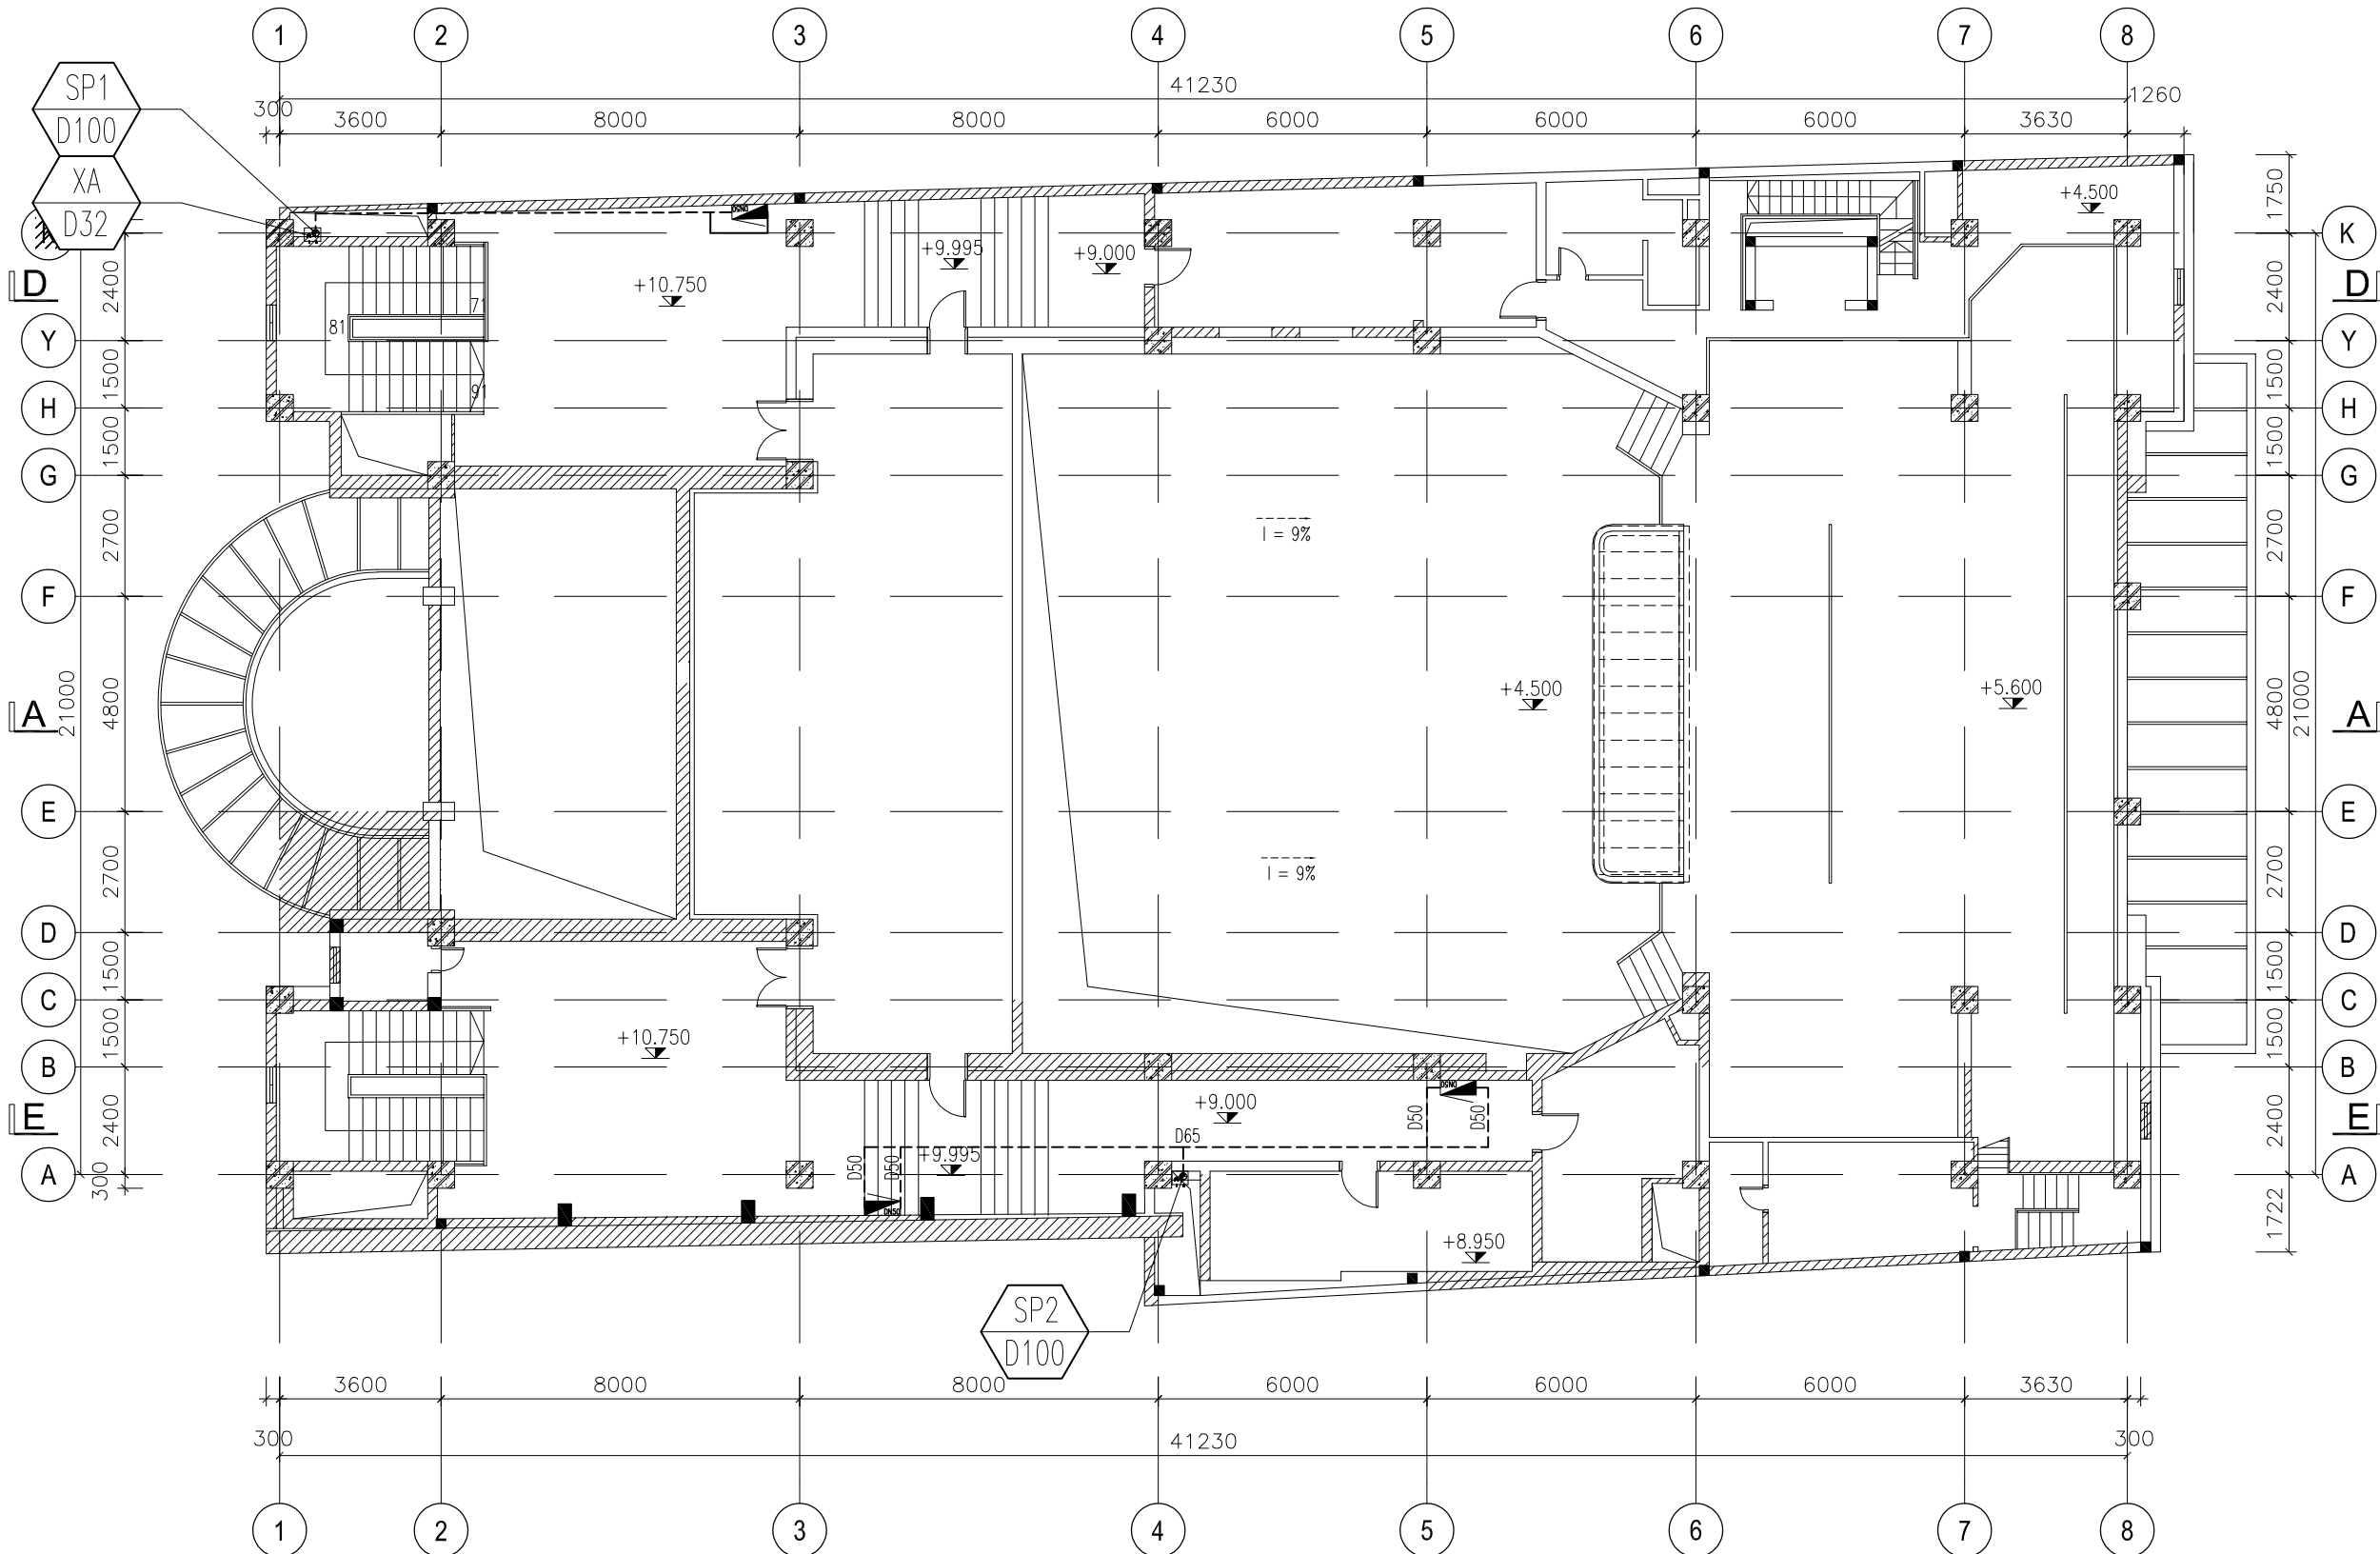 1 2 3 4 5 6 7 8
41230
300 3600 8000 8000 6000 6000 6000 3630 1260
SP1
D100
XA
D32
DN50
+4.500
1750
K
D D
+9.995 +9.000
+10.750
2400 2400
71
81
Y Y
1500 1500
91
H H
1500 1500
G G
I = 9%
2700 2700
F F
+4.500 +5.600
A A
21000 4800 4800 21000
E E
I = 9%
2700 2700
D D
1500 1500
C C
+10.750
1500 1500
B B
DN50
+9.000
D50 D50
E E
2400 2400
D65
D50 D50
+9.995
A A
300
DN50
1722
+8.950
SP2
D100
3600 8000 8000 6000 6000 6000 3630
300 41230 300
1 2 3 4 5 6 7 8